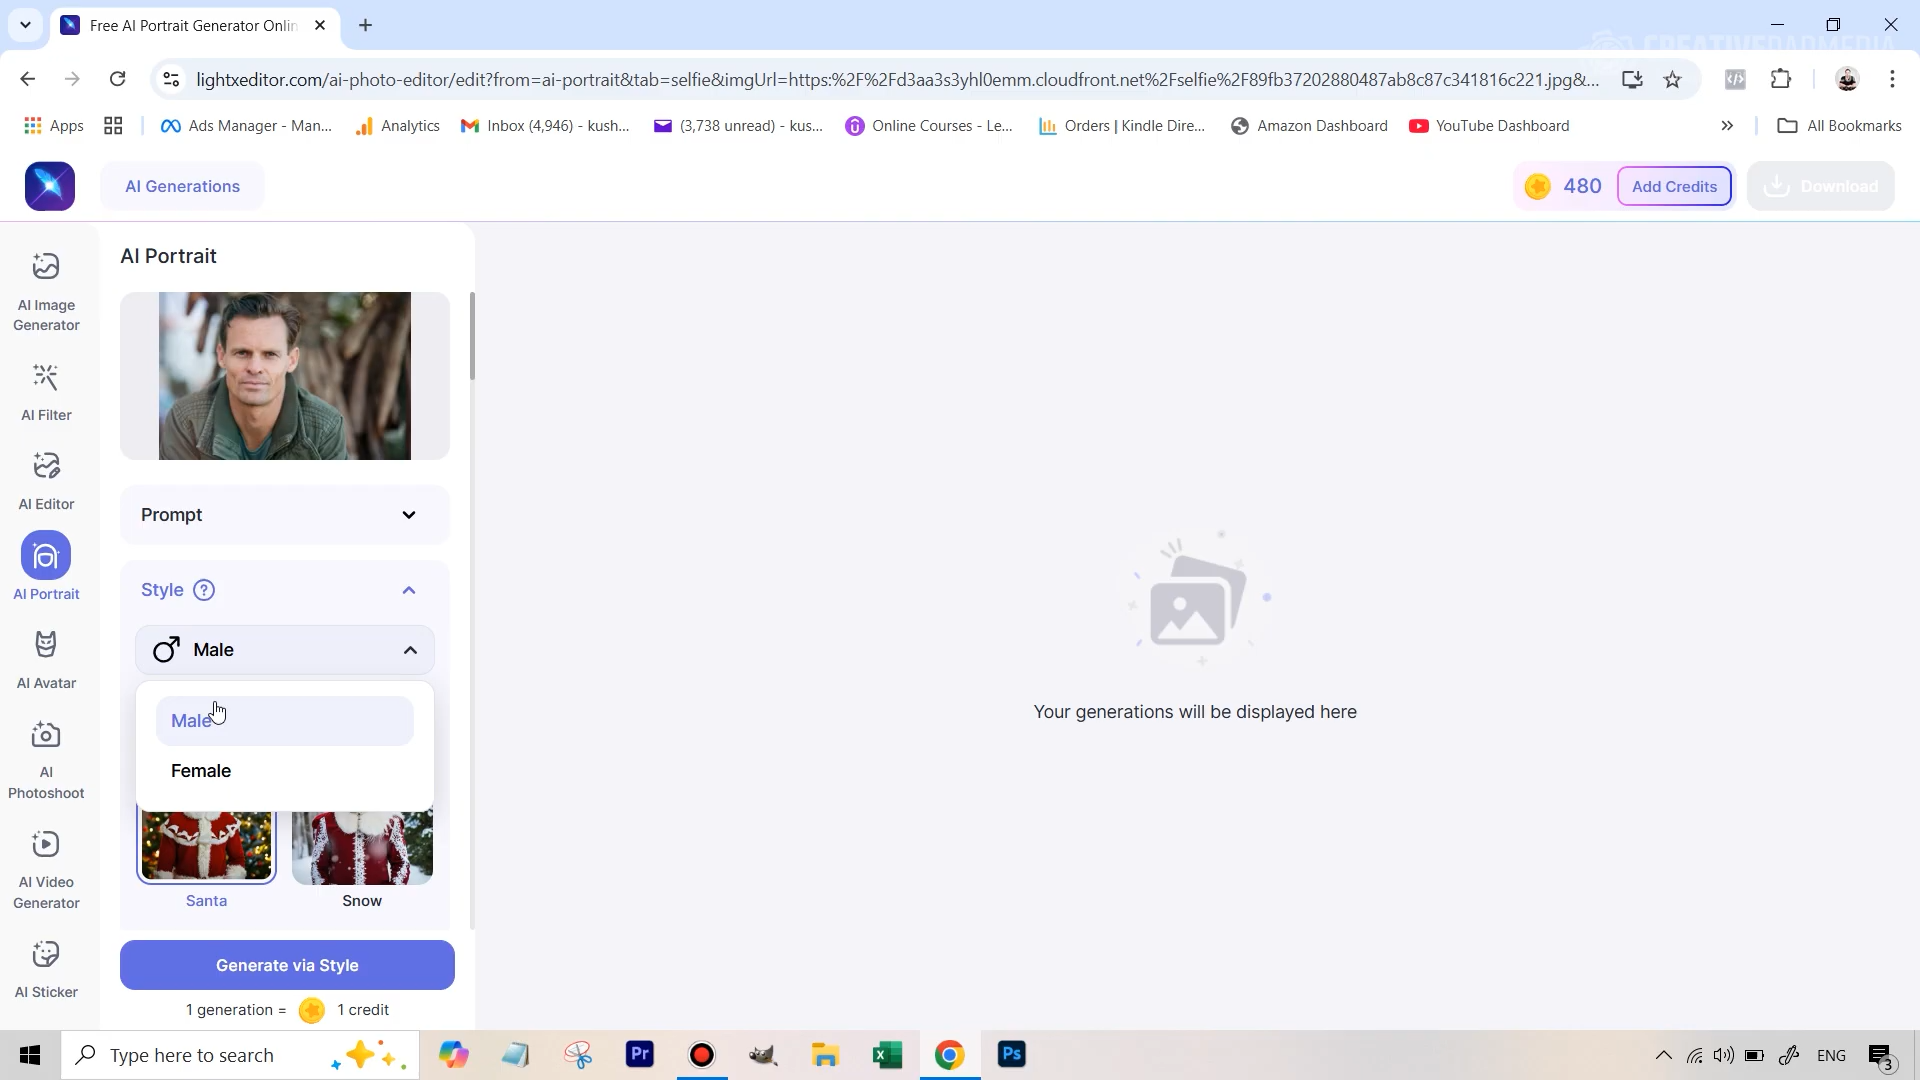 Free AI Portrait Generator Onlin
CREATIVEDADMEDIA
lightxeditor.com/ai-photo-editor/edit?from=ai-portrait&tab=selfie&imgUrl=https:%2F%2Fd3aa3s3yhl0emm.cloudfront.net%2Fselfie%2F89fb37202880487ab8c87c341816c221.jpg&...
Apps
Ads Manager - Man...
Analytics
Inbox (4,946) - kush...
(3,738 unread) - kus...
Online Courses - Le...
Orders | Kindle Dire...
Amazon Dashboard
YouTube Dashboard
All Bookmarks
AI Generations
480
Add Credits
Download
AI Image
Generator
AI Filter
AI Editor
AI Portrait
AI Avatar
AI
Photoshoot
AI Video
Generator
AI Sticker
AI Portrait
Prompt
Style ?
Male
Male
Female
Santa
Snow
Generate via Style
1 generation = 1 credit
Your generations will be displayed here
Type here to search
Pr
Ps
ENG
3